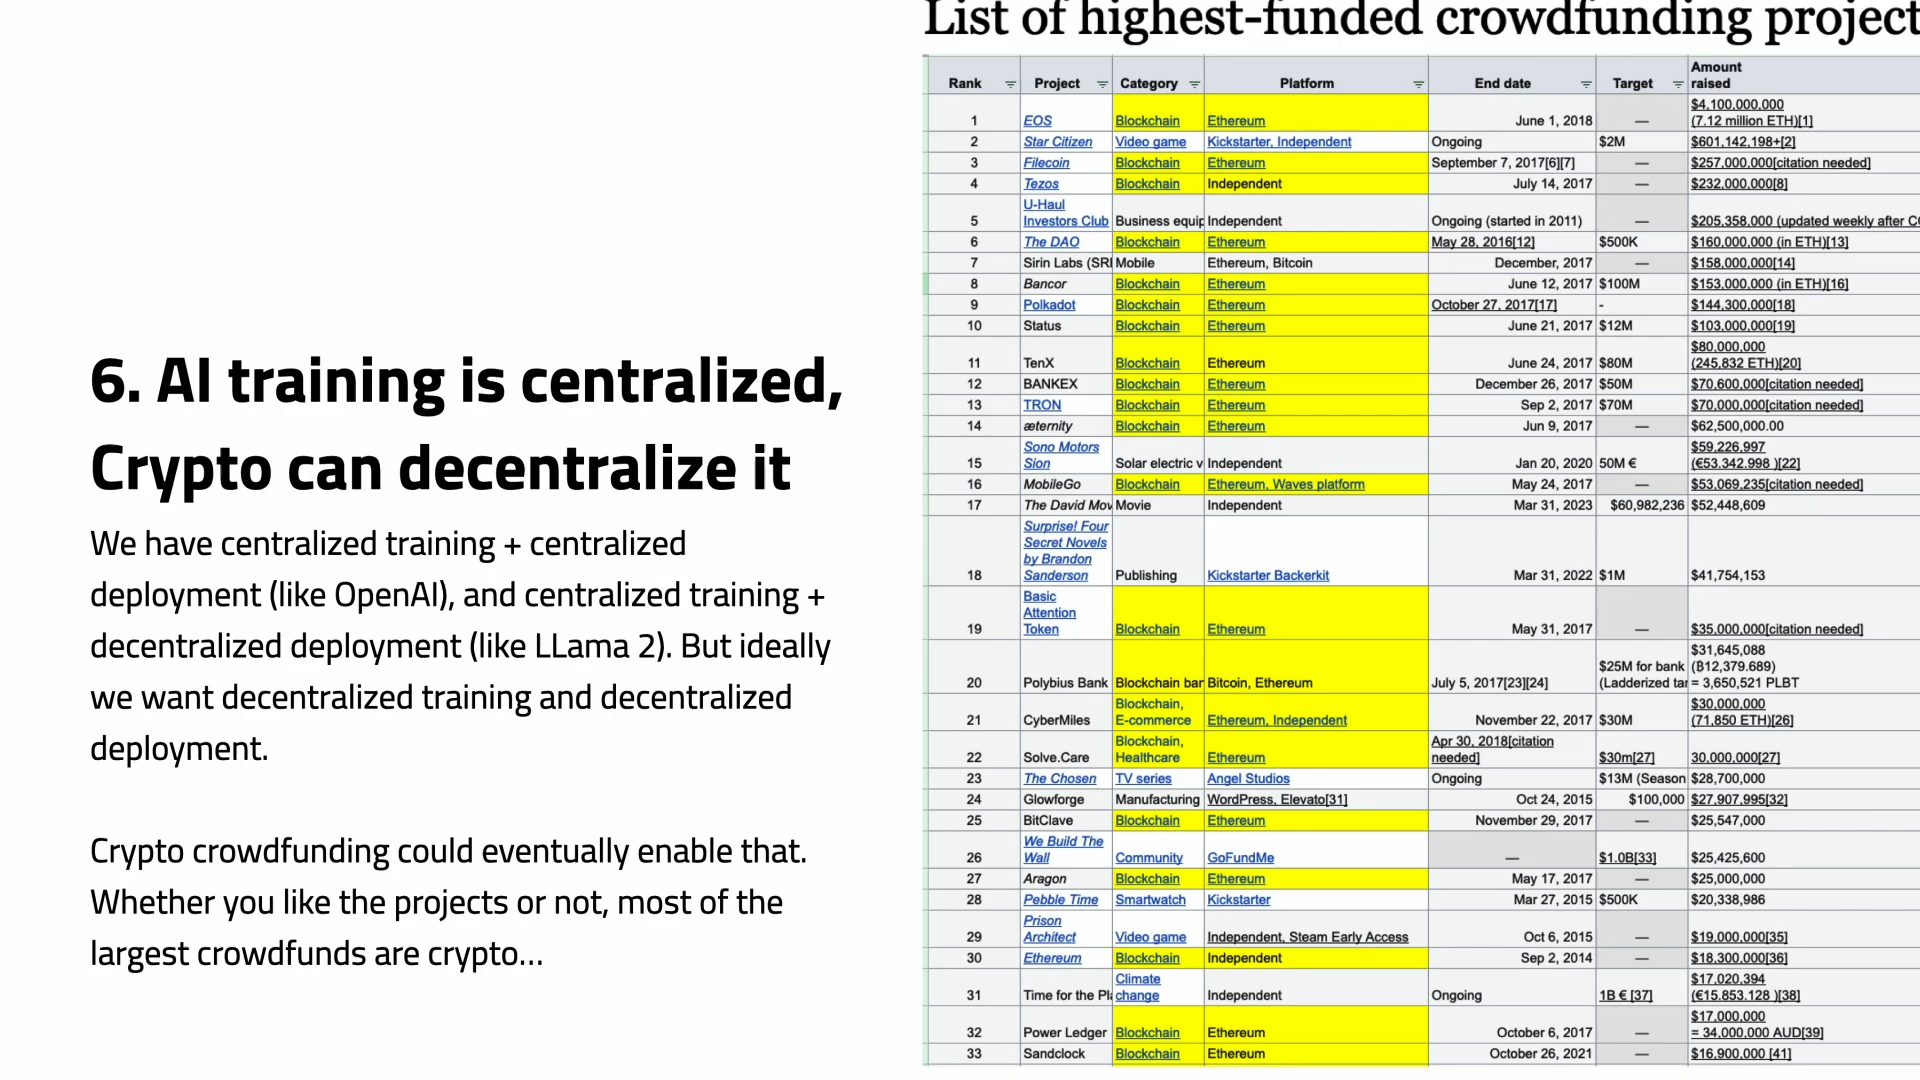 List of highest-funded crowdfunding project
6. AI training is centralized,
Crypto can decentralize it
We have centralized training + centralized
deployment (like OpenAI), and centralized training +
decentralized deployment (like LLama 2). But ideally
we want decentralized training and decentralized
deployment.
Crypto crowdfunding could eventually enable that.
Whether you like the projects or not, most of the
largest crowdfunds are crypto...
Rank Project Category Platform End date Target Amount raised
1 EOS Blockchain Ethereum June 1, 2018 — $4,100,000,000 (7.12 million ETH)[1]
2 Star Citizen Video game Kickstarter, Independent Ongoing $2M $601,142,198+[2]
3 Filecoin Blockchain Ethereum September 7, 2017[6][7] — $257,000,000[citation needed]
4 Tezos Blockchain Independent July 14, 2017 — $232,000,000[8]
5 U-Haul Investors Club Business equip Independent Ongoing (started in 2011) — $205,358,000 (updated weekly after C
6 The DAO Blockchain Ethereum May 28, 2016[12] $500K $160,000,000 (in ETH)[13]
7 Sirin Labs (SRI Mobile Ethereum, Bitcoin December, 2017 — $158,000,000[14]
8 Bancor Blockchain Ethereum June 12, 2017 $100M $153,000,000 (in ETH)[16]
9 Polkadot Blockchain Ethereum October 27, 2017[17] - $144,300,000[18]
10 Status Blockchain Ethereum June 21, 2017 $12M $103,000,000[19]
11 TenX Blockchain Ethereum June 24, 2017 $80M $80,000,000 (245,832 ETH)[20]
12 BANKEX Blockchain Ethereum December 26, 2017 $50M $70,600,000[citation needed]
13 TRON Blockchain Ethereum Sep 2, 2017 $70M $70,000,000[citation needed]
14 æternity Blockchain Ethereum Jun 9, 2017 — $62,500,000.00
15 Sono Motors Sion Solar electric v Independent Jan 20, 2020 50M € $59,226,997 (€53.342.998 )[22]
16 MobileGo Blockchain Ethereum, Waves platform May 24, 2017 — $53,069,235[citation needed]
17 The David Mov Movie Independent Mar 31, 2023 $60,982,236 $52,448,609
18 Surprise! Four Secret Novels by Brandon Sanderson Publishing Kickstarter Backerkit Mar 31, 2022 $1M $41,754,153
19 Basic Attention Token Blockchain Ethereum May 31, 2017 — $35,000,000[citation needed]
20 Polybius Bank Blockchain bar Bitcoin, Ethereum July 5, 2017[23][24] $25M for bank (Ladderized tar $31,645,088 (₿12,379.689) = 3,650,521 PLBT
21 CyberMiles Blockchain, E-commerce Ethereum, Independent November 22, 2017 $30M $30,000,000 (71,850 ETH)[26]
22 Solve.Care Blockchain, Healthcare Ethereum Apr 30, 2018[citation needed] $30m[27] 30,000,000[27]
23 The Chosen TV series Angel Studios Ongoing $13M (Season $28,700,000
24 Glowforge Manufacturing WordPress, Elevato[31] Oct 24, 2015 $100,000 $27,907,995[32]
25 BitClave Blockchain Ethereum November 29, 2017 — $25,547,000
26 We Build The Wall Community GoFundMe — $1.0B[33] $25,425,600
27 Aragon Blockchain Ethereum May 17, 2017 — $25,000,000
28 Pebble Time Smartwatch Kickstarter Mar 27, 2015 $500K $20,338,986
29 Prison Architect Video game Independent, Steam Early Access Oct 6, 2015 — $19,000,000[35]
30 Ethereum Blockchain Independent Sep 2, 2014 — $18,300,000[36]
31 Time for the Pla Climate change Independent Ongoing 1B € [37] $17,020,394 (€15.853.128 )[38]
32 Power Ledger Blockchain Ethereum October 6, 2017 — $17,000,000 = 34,000,000 AUD[39]
33 Sandclock Blockchain Ethereum October 26, 2021 — $16,900,000 [41]